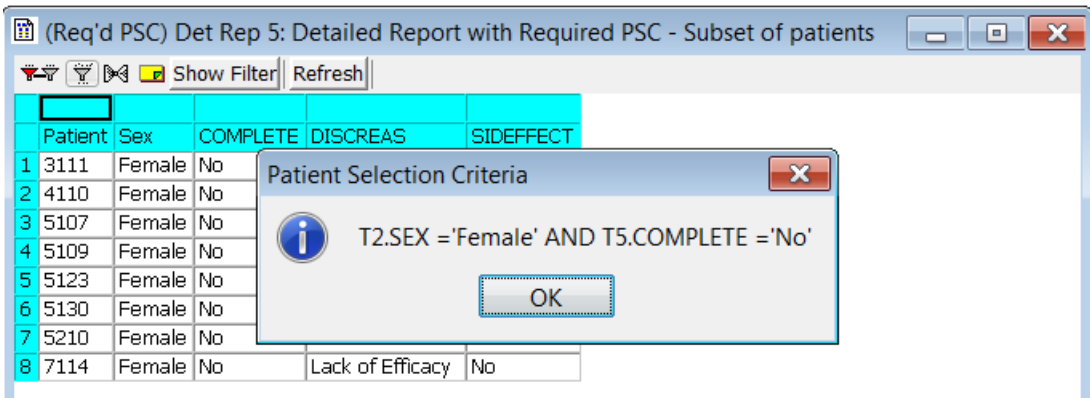 (Req'd PSC) Det Rep 5: Detailed Report with Required PSC - Subset of patients
Show Filter Refresh
Patient Sex COMPLETE DISCREAS SIDEFFECT
1 3111 Female No
2 4110 Female No
3 5107 Female No
4 5109 Female No
5 5123 Female No
6 5130 Female No
7 5210 Female No
8 7114 Female No Lack of Efficacy No
Patient Selection Criteria
T2.SEX ='Female' AND T5.COMPLETE ='No'
OK